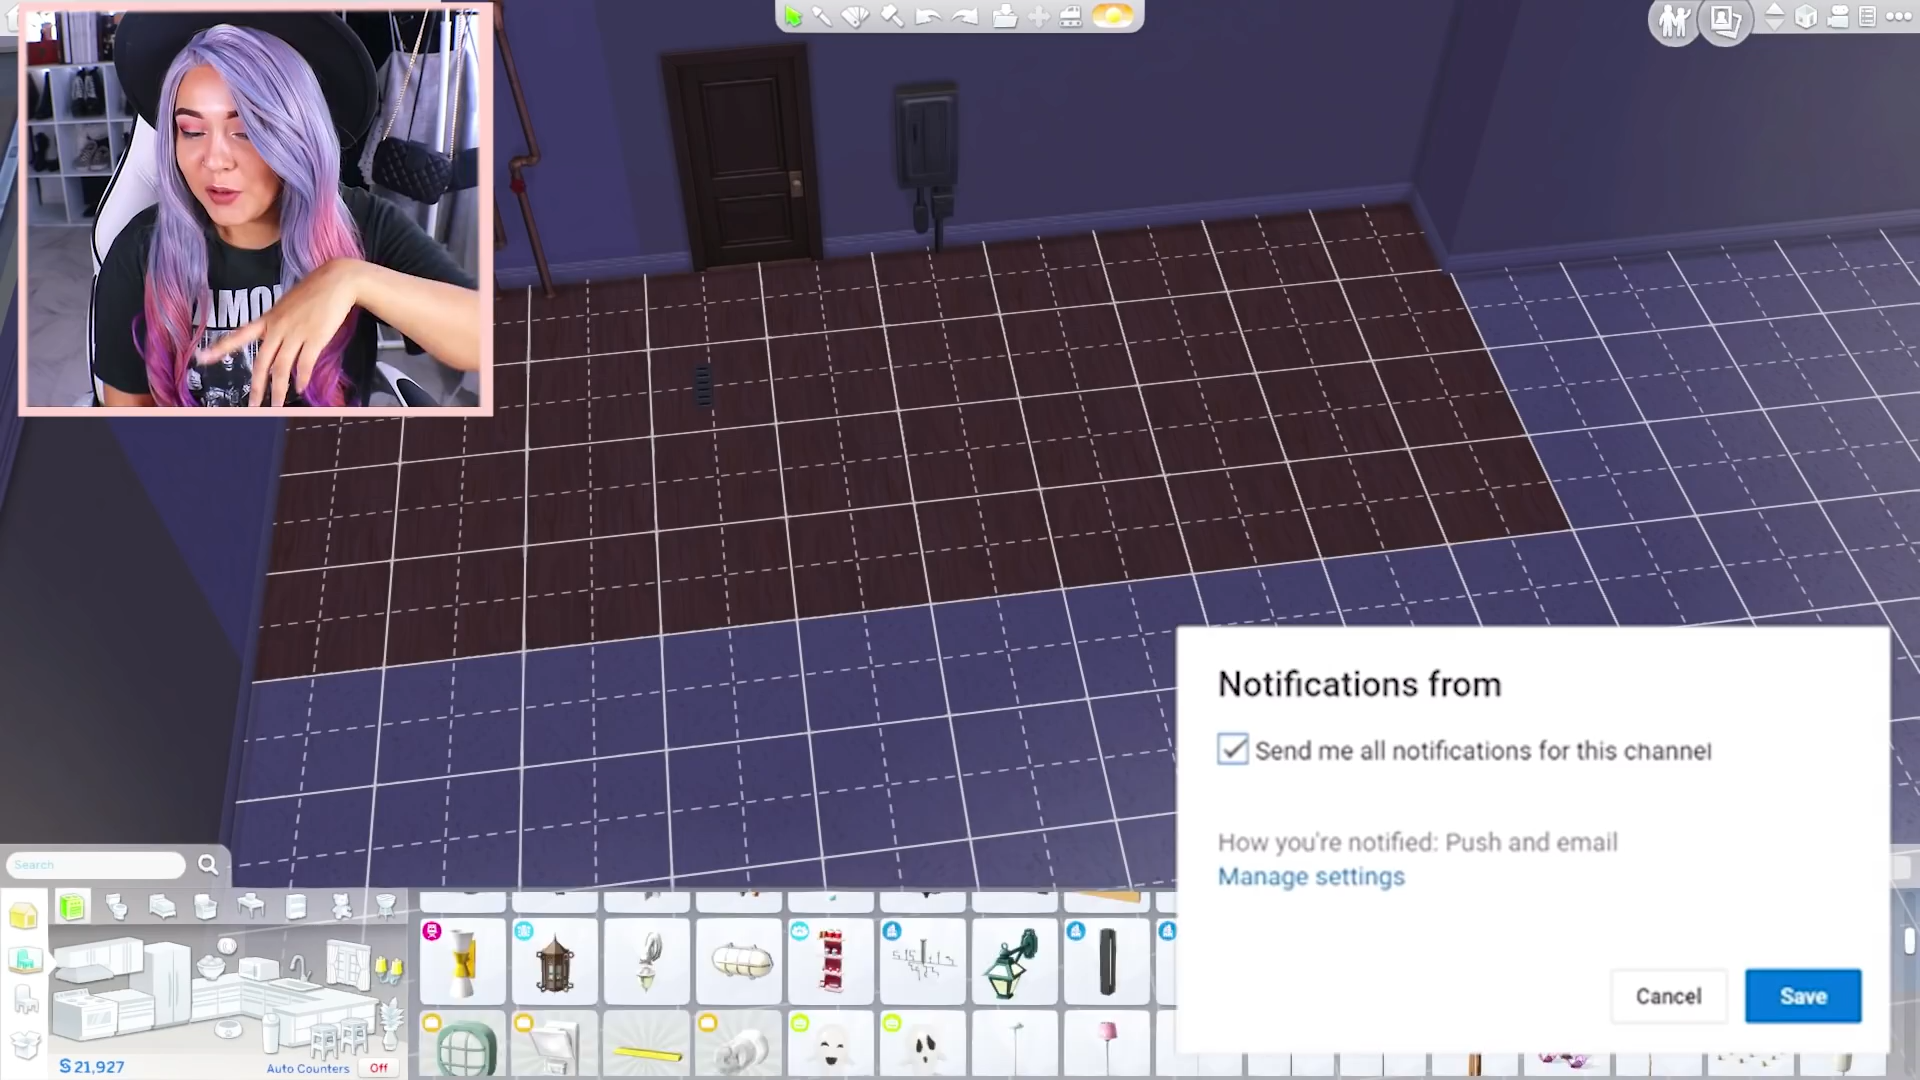 AMO
Notifications from
Send me all notifications for this channel
How you're notified: Push and email
Manage settings
Cancel
Save
Search
§21,927
Auto Counters
Off